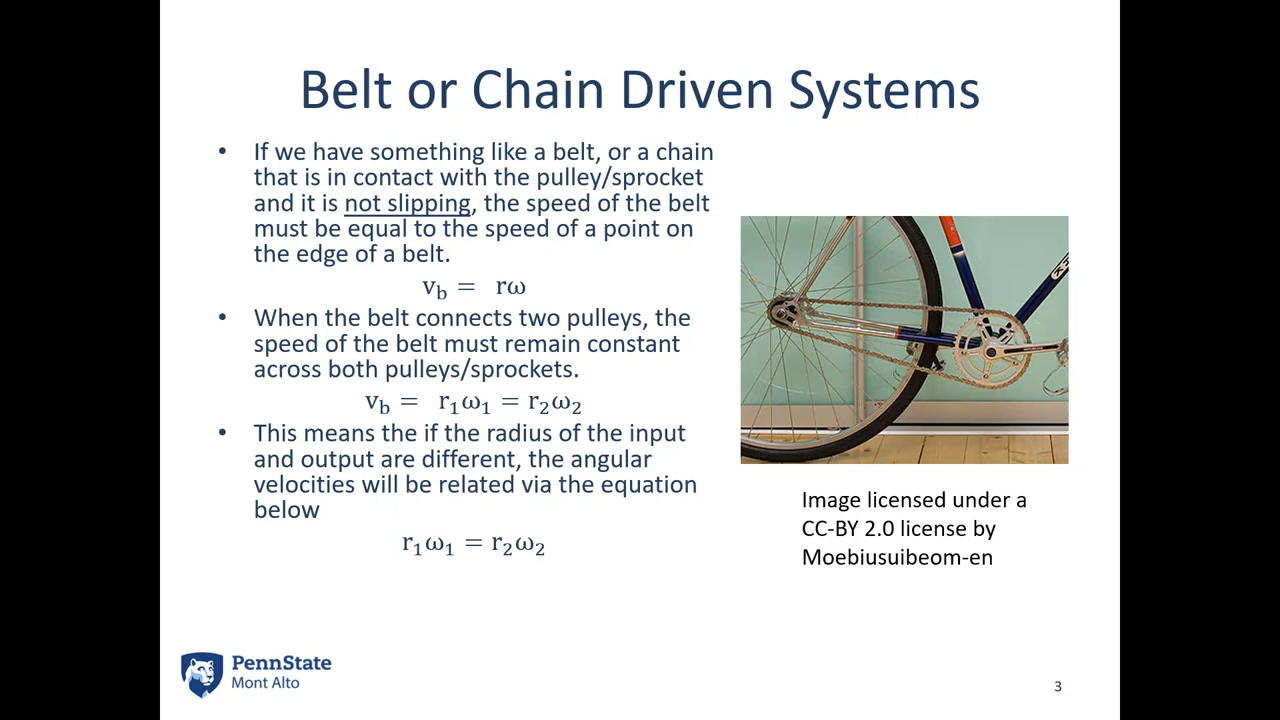 Belt or Chain Driven Systems
• If we have something like a belt, or a chain
that is in contact with the pulley/sprocket
and it is not slipping, the speed of the belt
must be equal to the speed of a point on
the edge of a belt.
v_b = rω
• When the belt connects two pulleys, the
speed of the belt must remain constant
across both pulleys/sprockets.
v_b = r₁ω₁ = r₂ω₂
• This means the if the radius of the input
and output are different, the angular
velocities will be related via the equation
below
r₁ω₁ = r₂ω₂
Image licensed under a
CC-BY 2.0 license by
Moebiusuibeom-en
PennState
Mont Alto
3